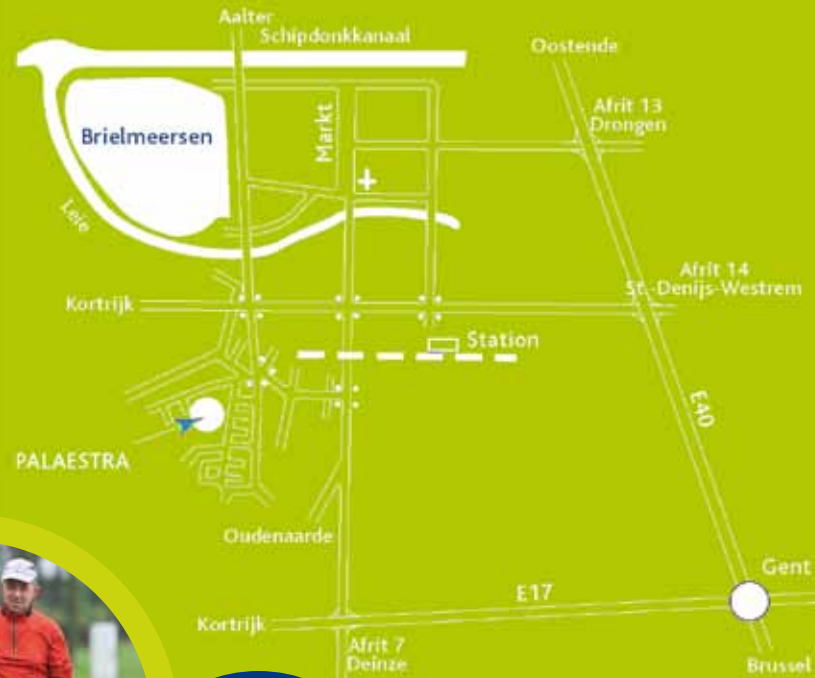 Aalter
Schipdonkkanaal
Oostende
Afrit 13
Drongen
Markt
Brielmeersen
Leie
Afrit 14
St.-Denijs-Westrem
Kortrijk
Station
E40
PALAESTRA
Oudenaarde
Gent
E17
Kortrijk
Afrit 7
Deinze
Brussel